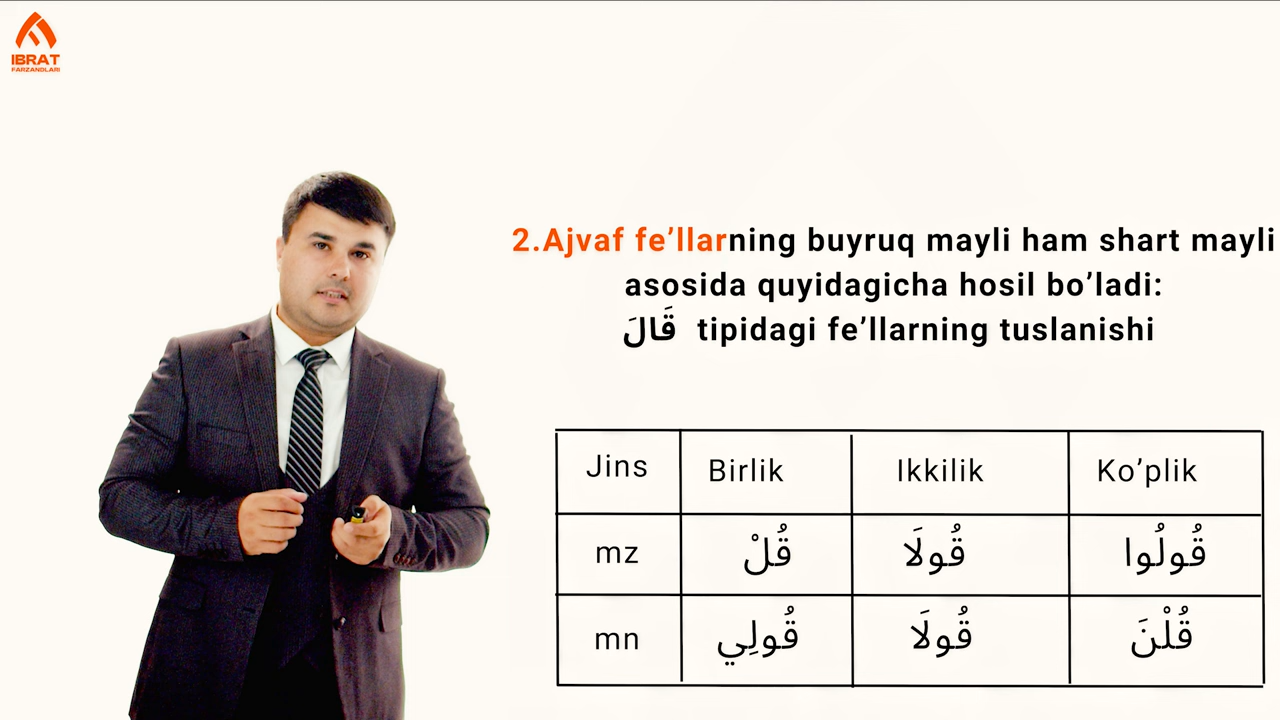 IBRAT
FARZANDLARI
2.Ajvaf fe’llarning buyruq mayli ham shart mayli
asosida quyidagicha hosil bo’ladi:
قَالَ tipidagi fe’llarning tuslanishi
Jins Birlik Ikkilik Ko’plik
mz قُلْ قُولَا قُولُوا
mn قُولِي قُولَا قُلْنَ